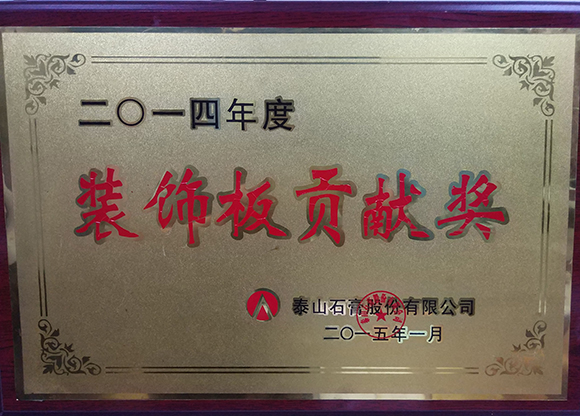 二〇一四年度
装饰板贡献奖
泰山石膏股份有限公司
二〇一五年一月